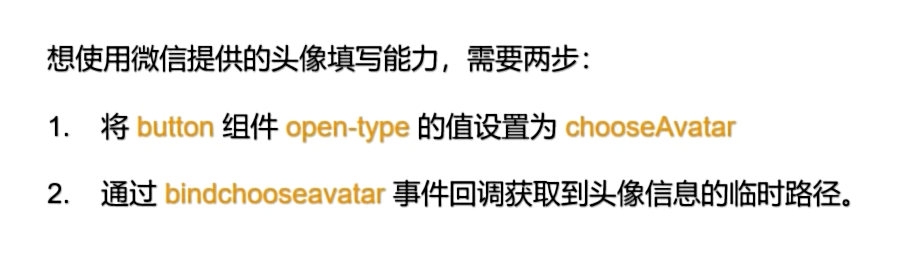 想使用微信提供的头像填写能力，需要两步：
1. 将 button 组件 open-type 的值设置为 chooseAvatar
2. 通过 bindchooseavatar 事件回调获取到头像信息的临时路径。